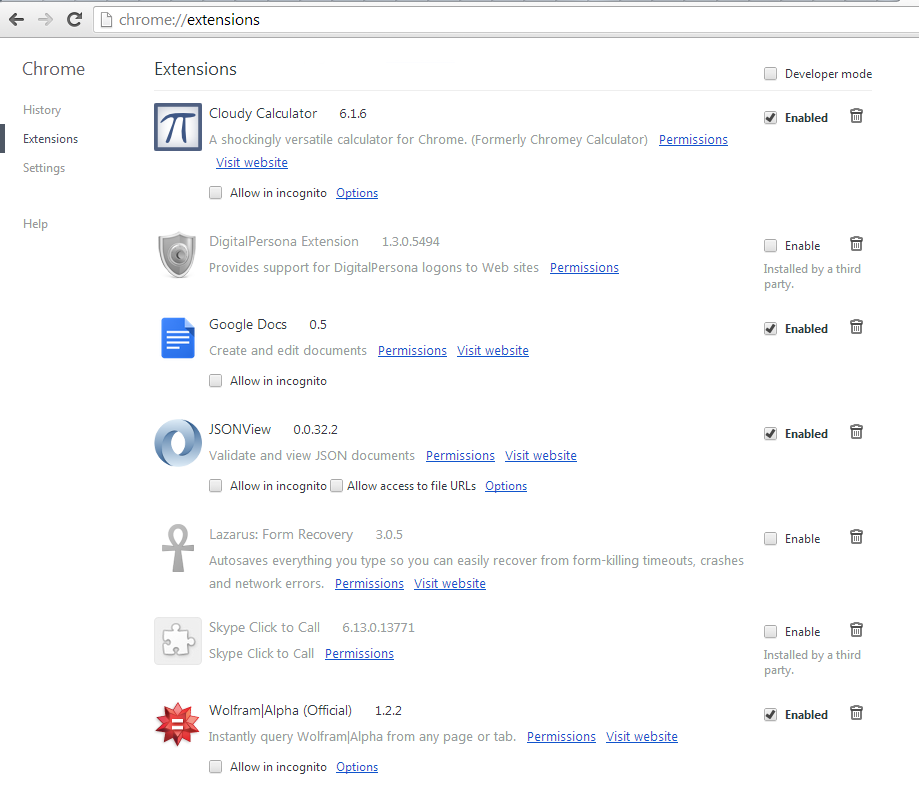 chrome://extensions
Chrome
History
Extensions
Settings
Help
Extensions
Developer mode
Cloudy Calculator 6.1.6
Enabled
A shockingly versatile calculator for Chrome. (Formerly Chromey Calculator) Permissions
Visit website
Allow in incognito Options
DigitalPersona Extension 1.3.0.5494
Enable
Provides support for DigitalPersona logons to Web sites Permissions
Installed by a third
party.
Google Docs 0.5
Enabled
Create and edit documents Permissions Visit website
Allow in incognito
JSONView 0.0.32.2
Enabled
Validate and view JSON documents Permissions Visit website
Allow in incognito Allow access to file URLs Options
Lazarus: Form Recovery 3.0.5
Enable
Autosaves everything you type so you can easily recover from form-killing timeouts, crashes
and network errors. Permissions Visit website
Skype Click to Call 6.13.0.13771
Enable
Skype Click to Call Permissions
Installed by a third
party.
Wolfram|Alpha (Official) 1.2.2
Enabled
Instantly query Wolfram|Alpha from any page or tab. Permissions Visit website
Allow in incognito Options